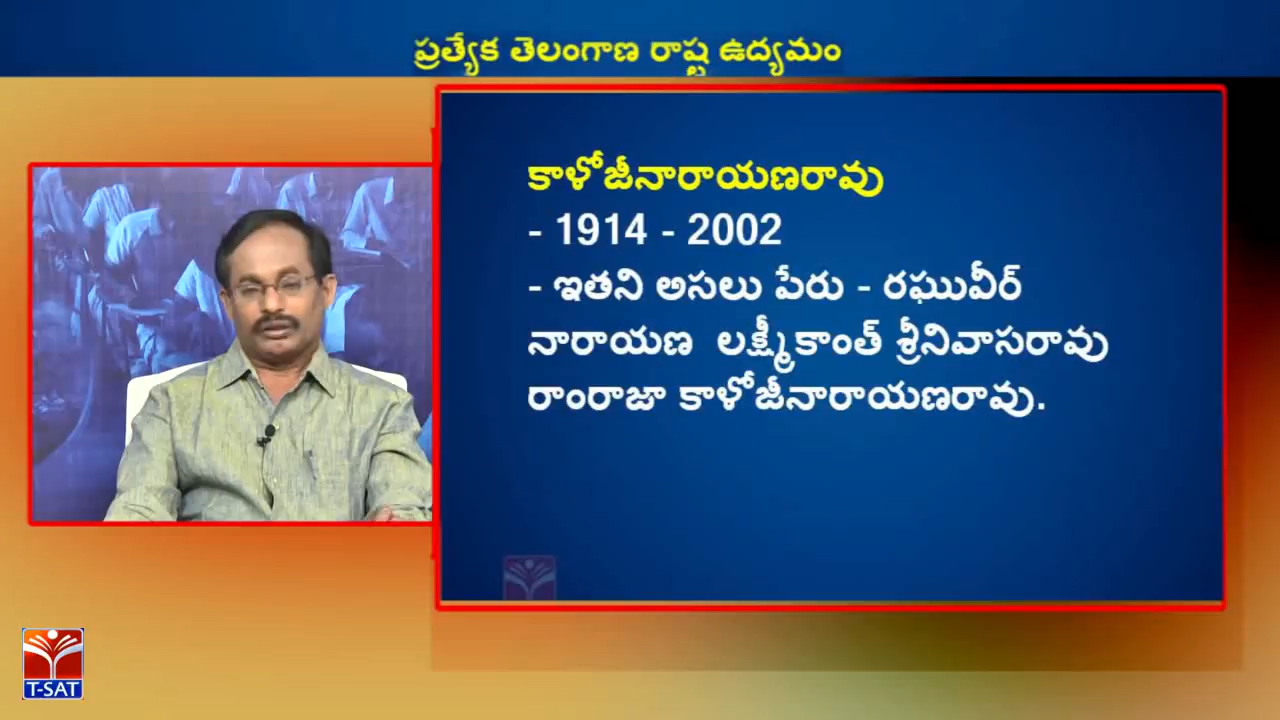 ప్రత్యేక తెలంగాణ రాష్ట ఉద్యమం
కాళోజీనారాయణరావు
- 1914 - 2002
- ఇతని అసలు పేరు - రఘువీర్
నారాయణ లక్ష్మీకాంత్ శ్రీనివాసరావు
రాంరాజా కాళోజీనారాయణరావు.
T-SAT